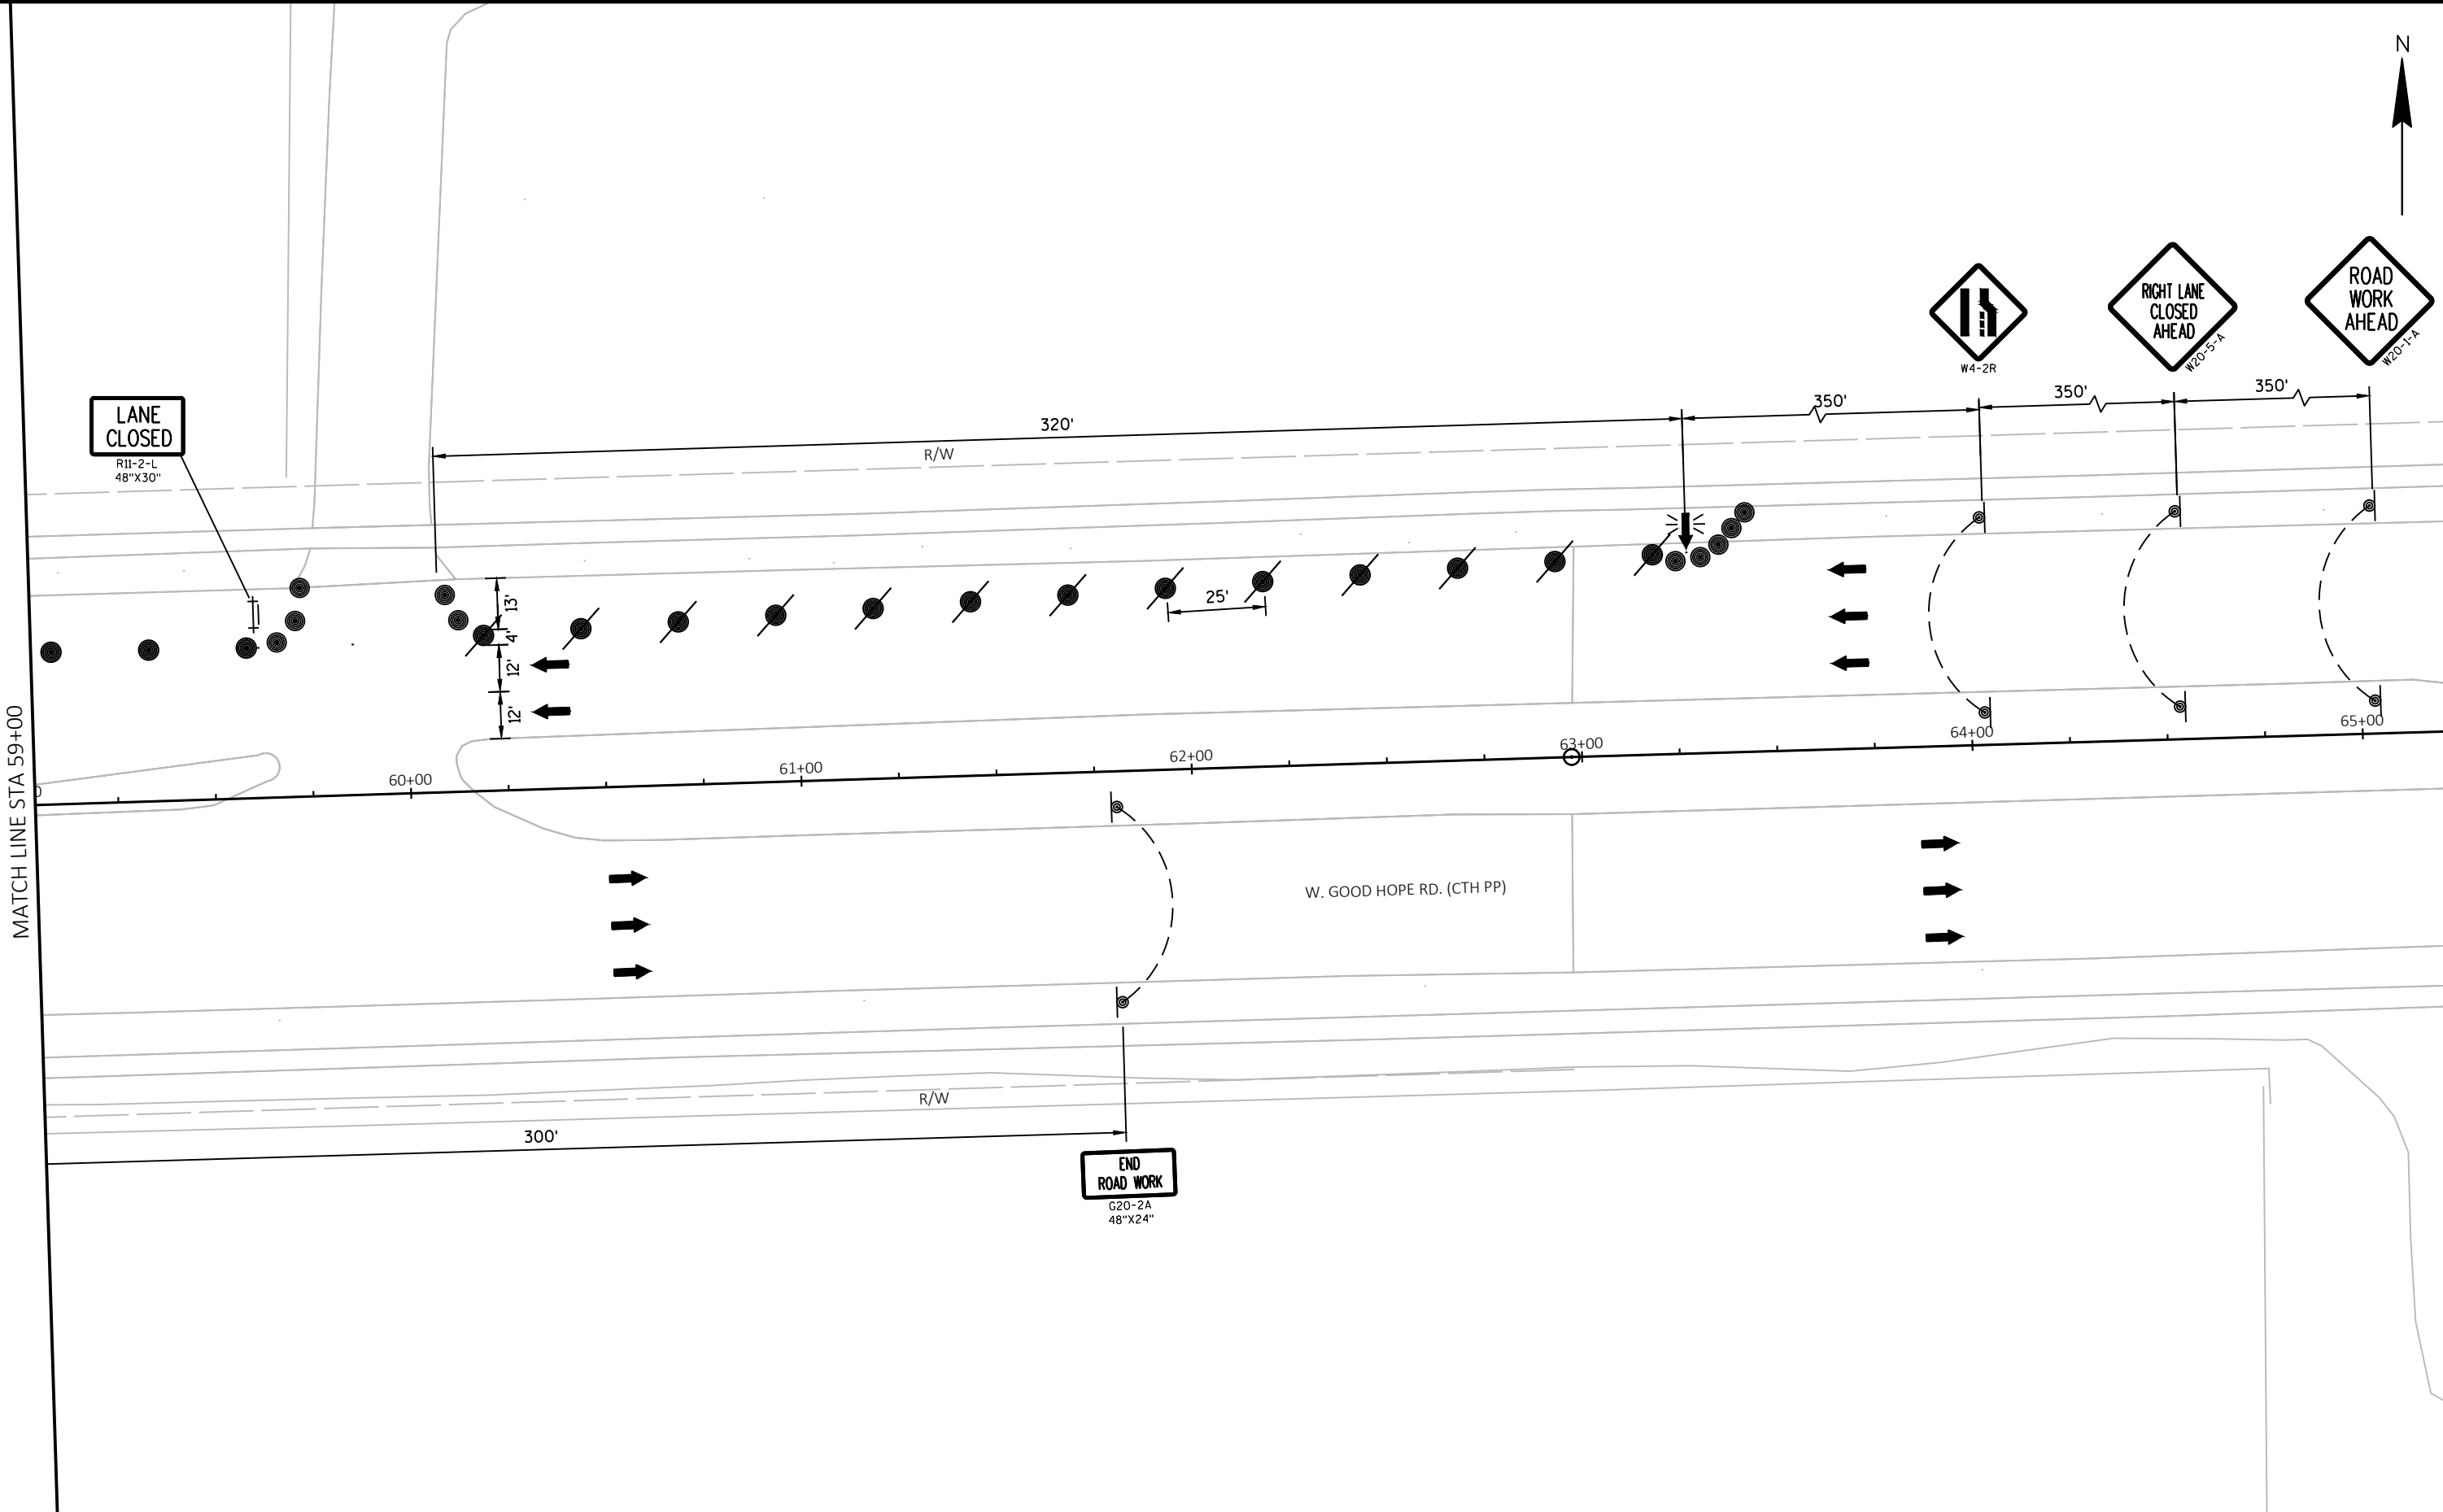 N
ROAD
WORK
AHEAD
W20-1-A
RIGHT LANE
CLOSED
AHEAD
W20-5-A
W4-2R
350'
350'
350'
320'
R/W
LANE
CLOSED
R11-2-L
48"X30"
25'
13'
4'
12'
12'
60+00
61+00
62+00
63+00
64+00
65+00
MATCH LINE STA 59+00
W. GOOD HOPE RD. (CTH PP)
R/W
300'
END
ROAD WORK
G20-2A
48"X24"